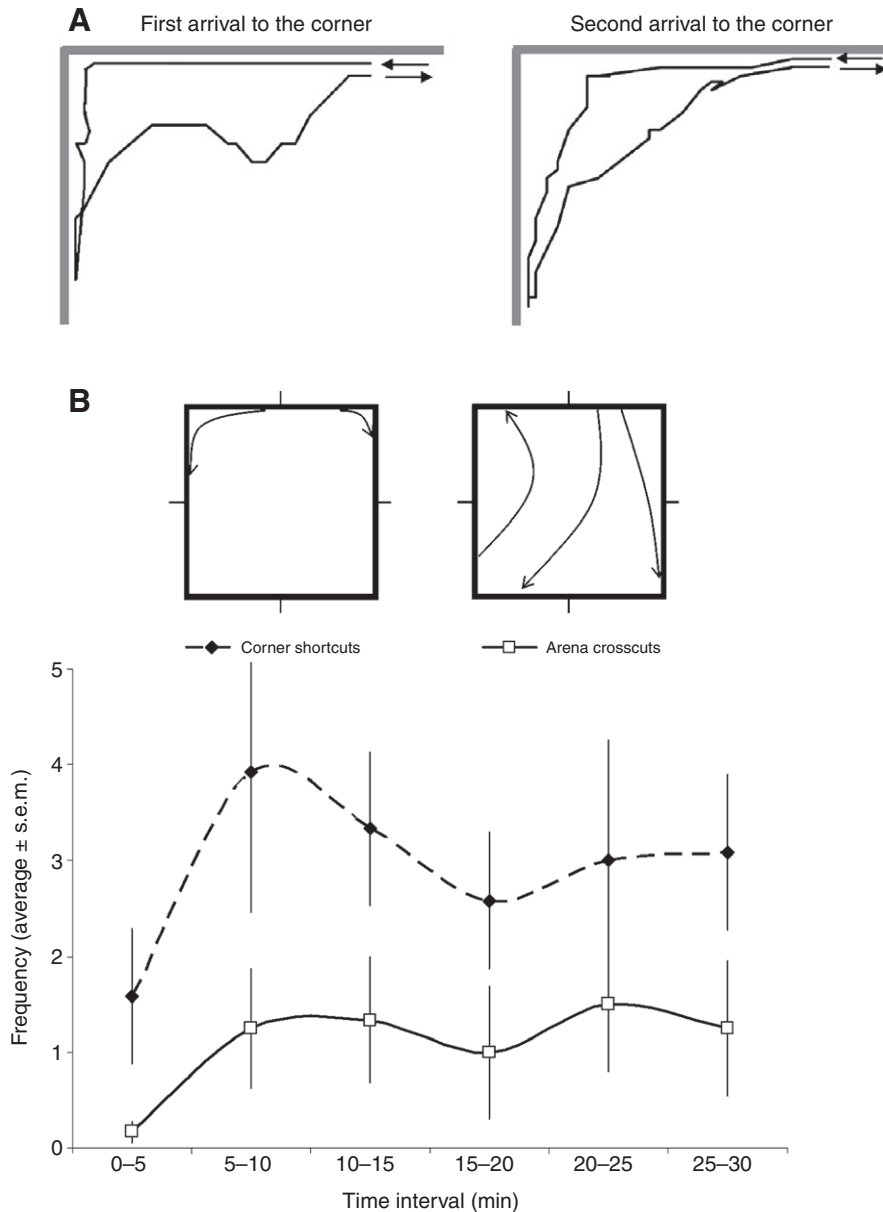 A
First arrival to the corner
Second arrival to the corner
B
Corner shortcuts
Arena crosscuts
Frequency (average ± s.e.m.)
5
4
3
2
1
0
0–5
5–10
10–15
15–20
20–25
25–30
Time interval (min)